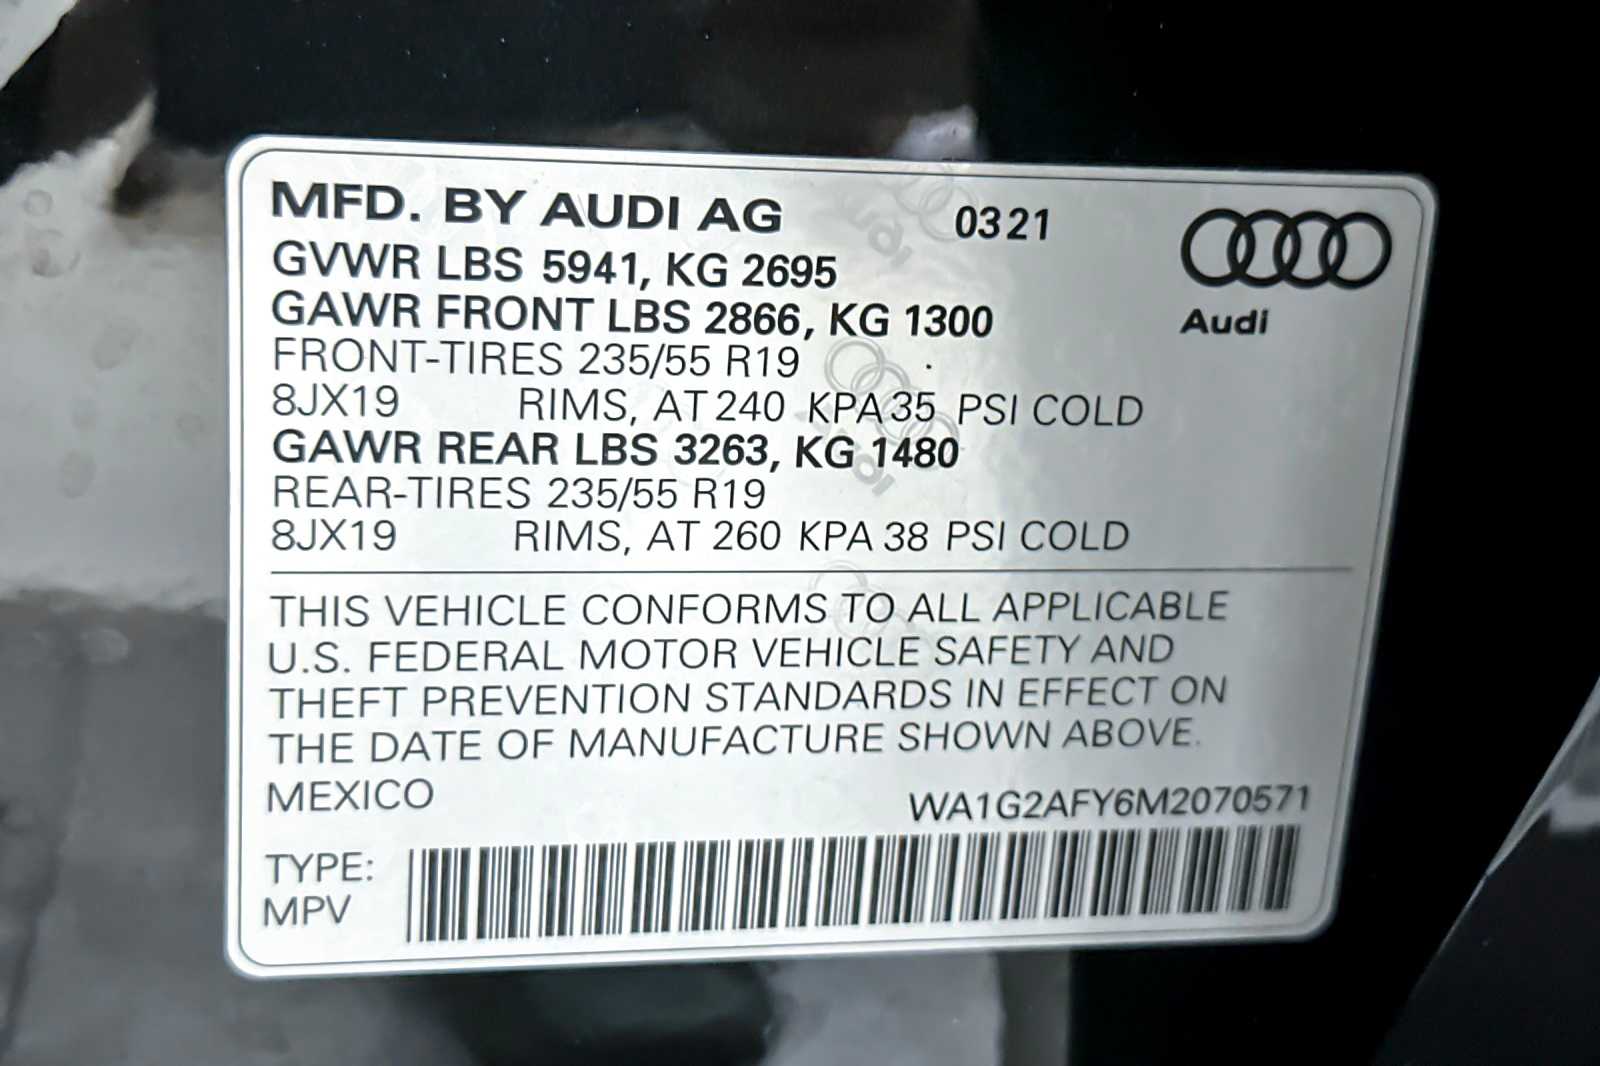 MFD. BY AUDI AG 0321
GVWR LBS 5941, KG 2695
GAWR FRONT LBS 2866, KG 1300
Audi
FRONT-TIRES 235/55 R19
8JX19 RIMS, AT 240 KPA 35 PSI COLD
GAWR REAR LBS 3263, KG 1480
REAR-TIRES 235/55 R19
8JX19 RIMS, AT 260 KPA 38 PSI COLD
THIS VEHICLE CONFORMS TO ALL APPLICABLE
U.S. FEDERAL MOTOR VEHICLE SAFETY AND
THEFT PREVENTION STANDARDS IN EFFECT ON
THE DATE OF MANUFACTURE SHOWN ABOVE.
MEXICO WA1G2AFY6M2070571
TYPE:
MPV